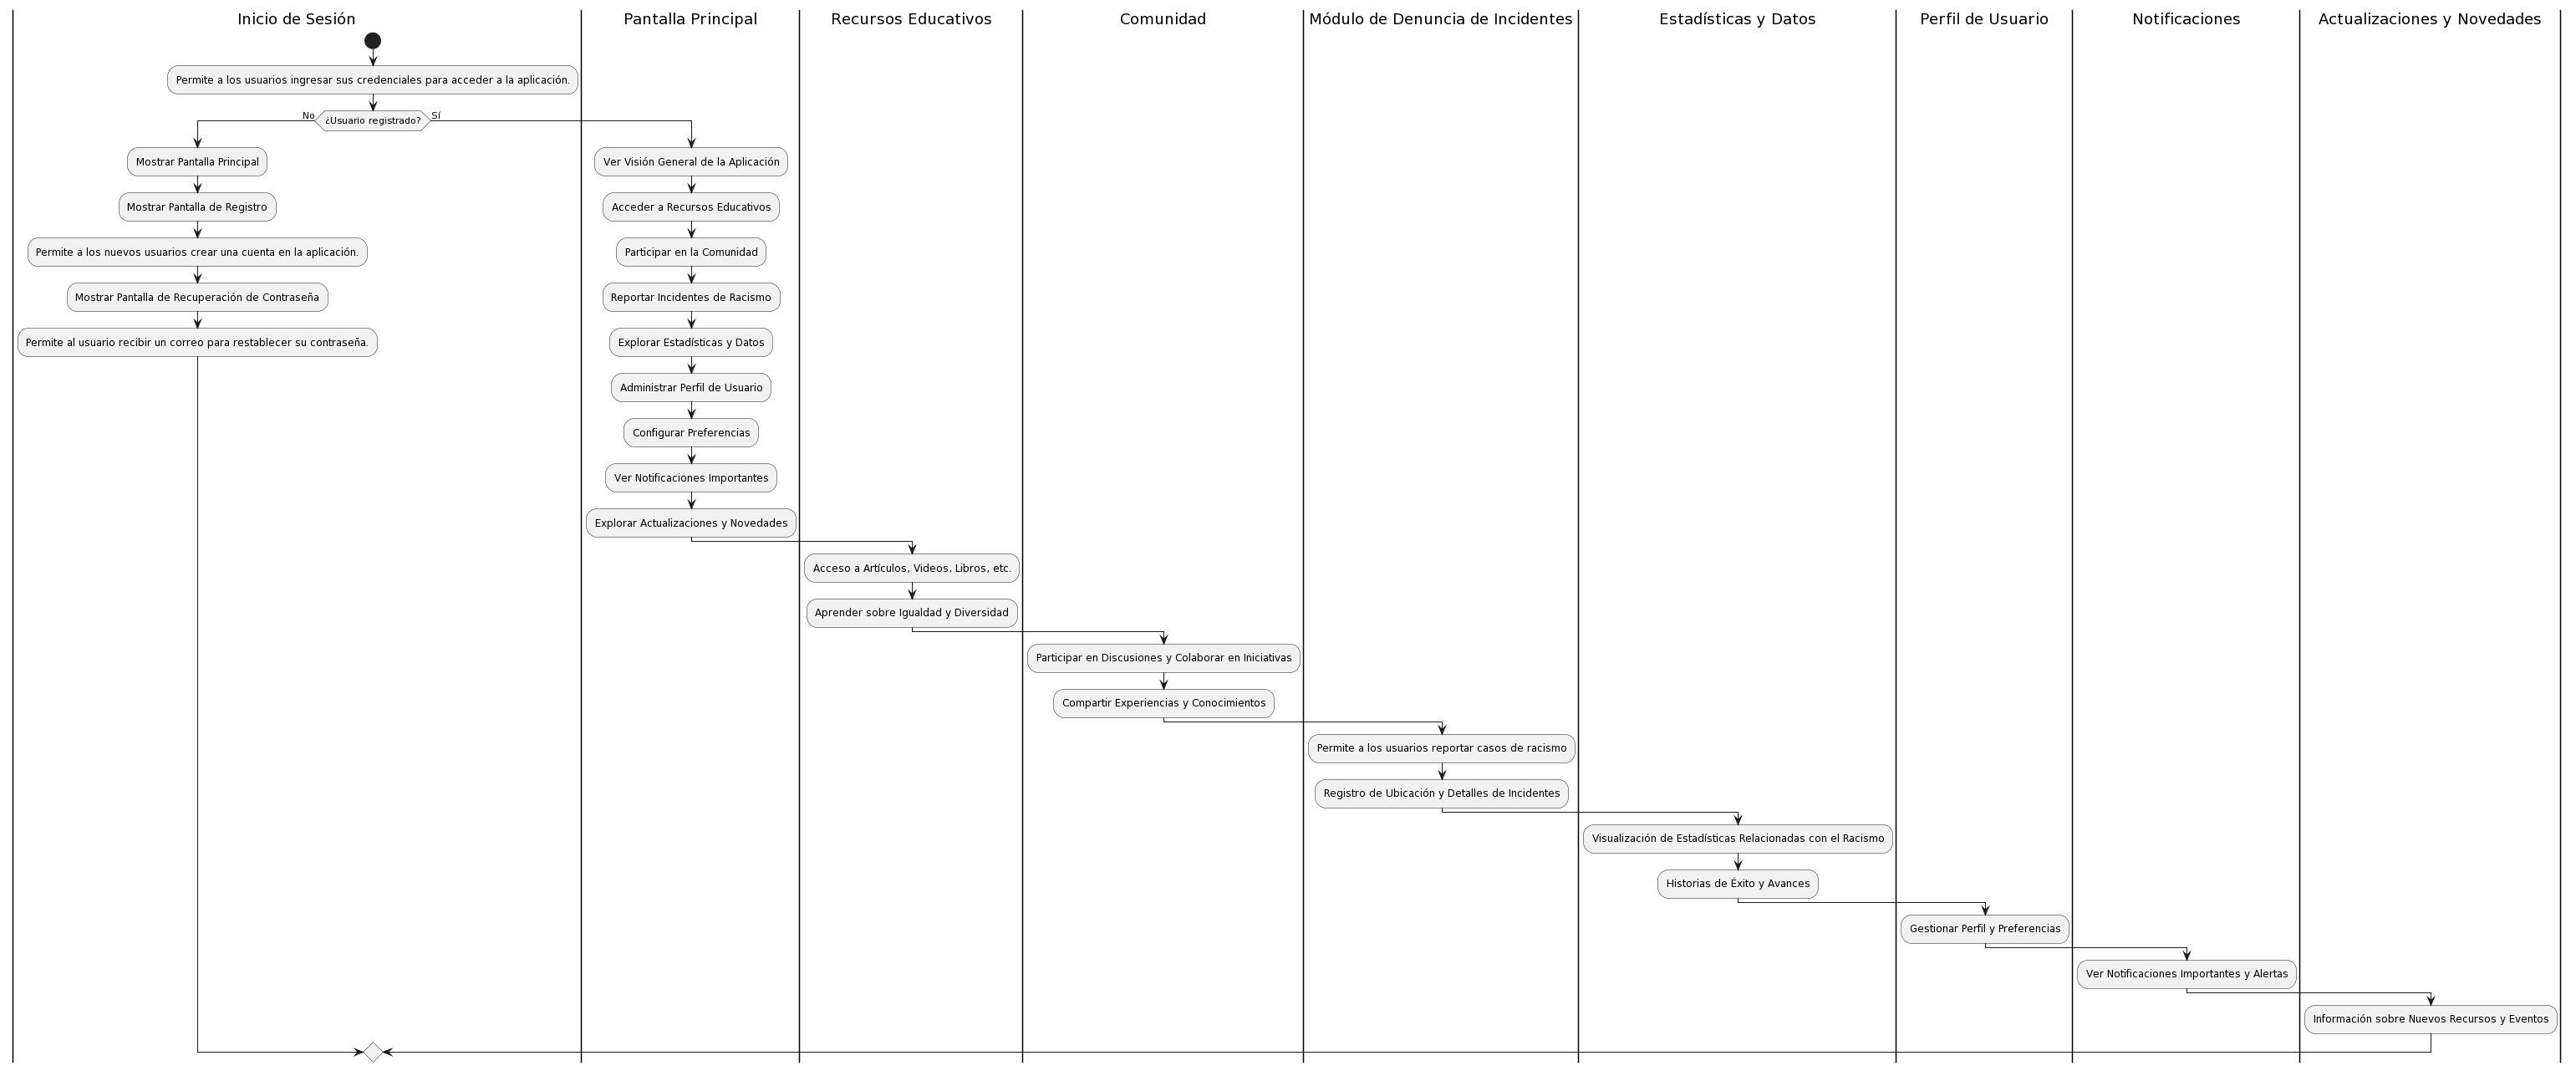 Inicio de Sesión
Pantalla Principal
Recursos Educativos
Comunidad
Módulo de Denuncia de Incidentes
Estadísticas y Datos
Perfil de Usuario
Notificaciones
Actualizaciones y Novedades
Permite a los usuarios ingresar sus credenciales para acceder a la aplicación.
No
¿Usuario registrado?
Sí
Mostrar Pantalla Principal
Mostrar Pantalla de Registro
Permite a los nuevos usuarios crear una cuenta en la aplicación.
Mostrar Pantalla de Recuperación de Contraseña
Permite al usuario recibir un correo para restablecer su contraseña.
Ver Visión General de la Aplicación
Acceder a Recursos Educativos
Participar en la Comunidad
Reportar Incidentes de Racismo
Explorar Estadísticas y Datos
Administrar Perfil de Usuario
Configurar Preferencias
Ver Notificaciones Importantes
Explorar Actualizaciones y Novedades
Acceso a Artículos, Videos, Libros, etc.
Aprender sobre Igualdad y Diversidad
Participar en Discusiones y Colaborar en Iniciativas
Compartir Experiencias y Conocimientos
Permite a los usuarios reportar casos de racismo
Registro de Ubicación y Detalles de Incidentes
Visualización de Estadísticas Relacionadas con el Racismo
Historias de Éxito y Avances
Gestionar Perfil y Preferencias
Ver Notificaciones Importantes y Alertas
Información sobre Nuevos Recursos y Eventos